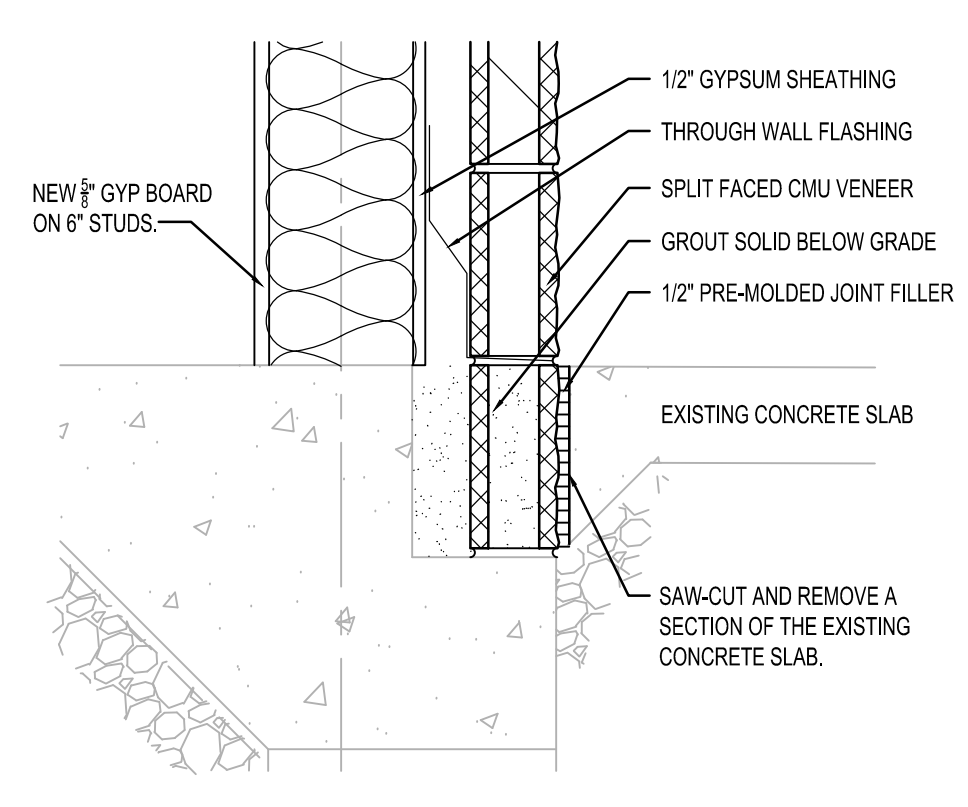 1/2" GYPSUM SHEATHING
THROUGH WALL FLASHING
NEW 5/8" GYP BOARD
ON 6" STUDS.
SPLIT FACED CMU VENEER
GROUT SOLID BELOW GRADE
1/2" PRE-MOLDED JOINT FILLER
EXISTING CONCRETE SLAB
SAW-CUT AND REMOVE A
SECTION OF THE EXISTING
CONCRETE SLAB.